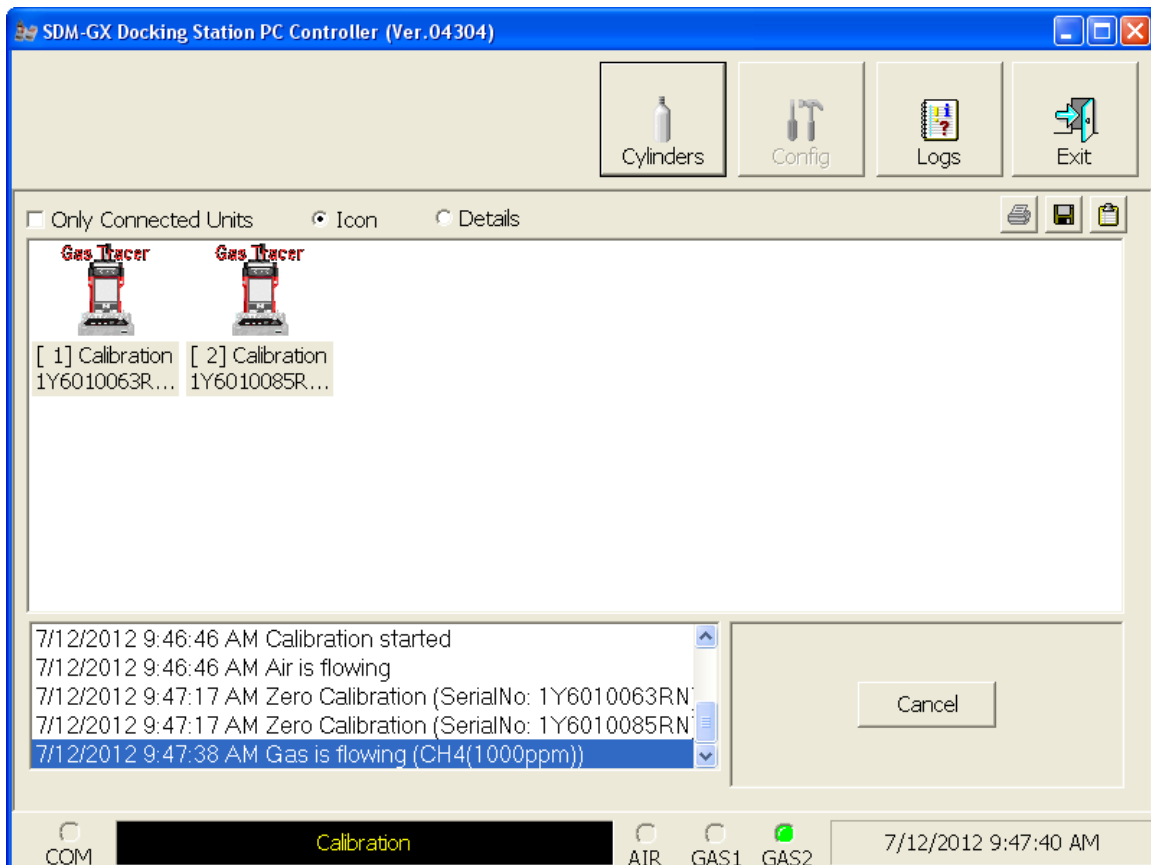 SDM-GX Docking Station PC Controller (Ver.04304)
Cylinders
Config
Logs
Exit
Only Connected Units
Icon
Details
Gas Tracer
Gas Tracer
[ 1] Calibration
1Y6010063R...
[ 2] Calibration
1Y6010085R...
7/12/2012 9:46:46 AM Calibration started
7/12/2012 9:46:46 AM Air is flowing
7/12/2012 9:47:17 AM Zero Calibration (SerialNo: 1Y6010063RN
7/12/2012 9:47:17 AM Zero Calibration (SerialNo: 1Y6010085RN
7/12/2012 9:47:38 AM Gas is flowing (CH4(1000ppm))
Cancel
COM
Calibration
AIR
GAS1
GAS2
7/12/2012 9:47:40 AM